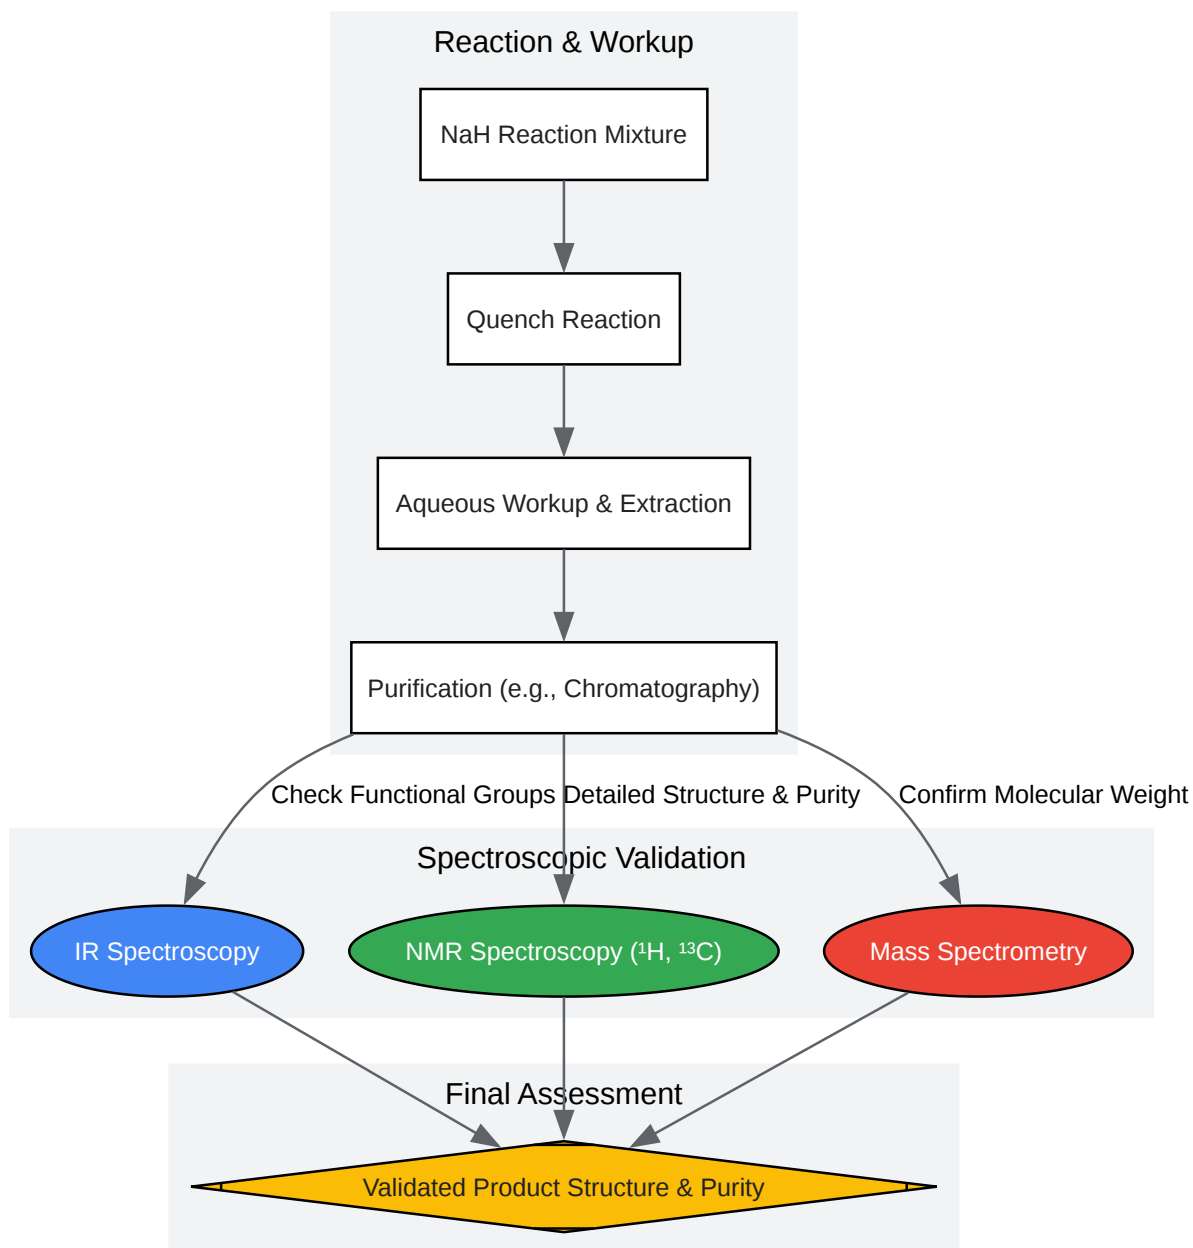 Reaction & Workup
NaH Reaction Mixture
Quench Reaction
Aqueous Workup & Extraction
Purification (e.g., Chromatography)
Check Functional Groups
Detailed Structure & Purity
Confirm Molecular Weight
Spectroscopic Validation
IR Spectroscopy
NMR Spectroscopy (¹H, ¹³C)
Mass Spectrometry
Final Assessment
Validated Product Structure & Purity